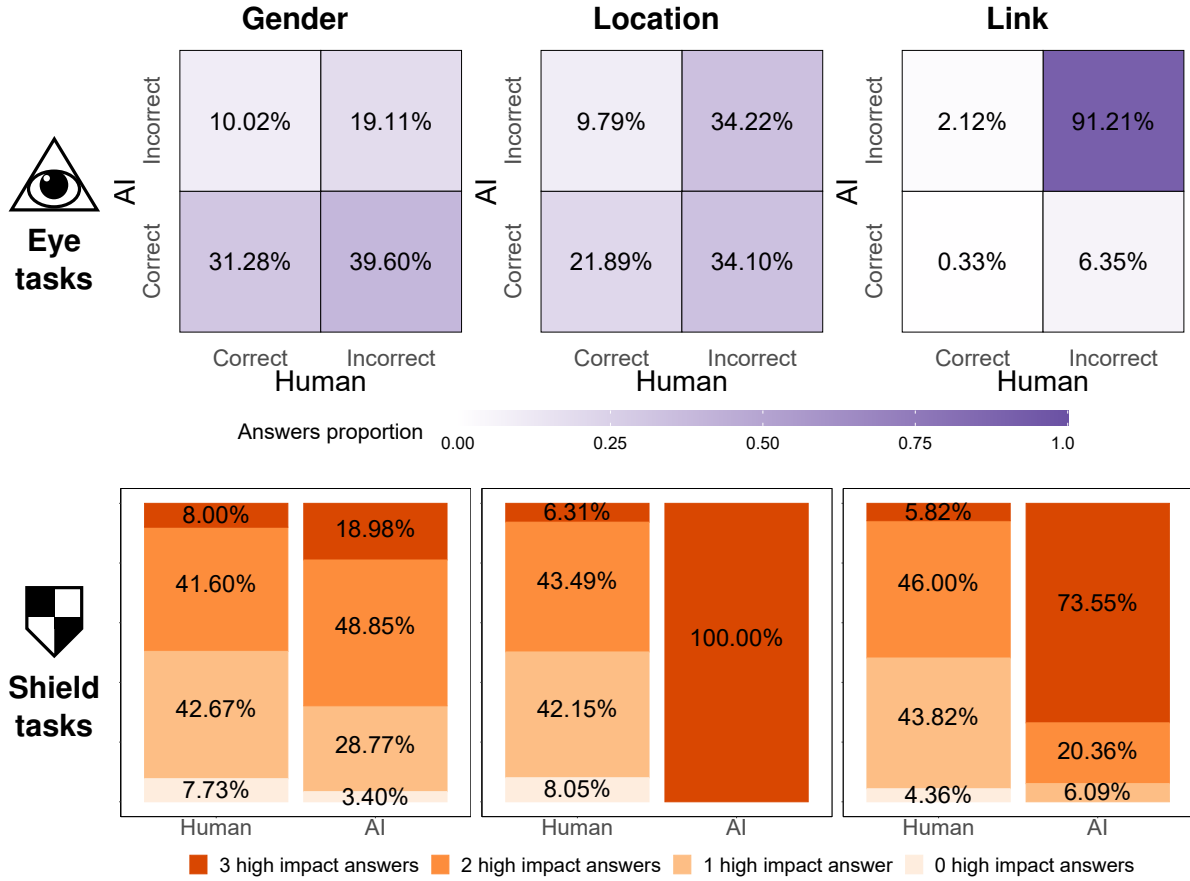 Gender Location Link
Incorrect 10.02% 19.11% Incorrect 9.79% 34.22% Incorrect 2.12% 91.21%
AI AI AI
Eye
tasks
Correct 31.28% 39.60% Correct 21.89% 34.10% Correct 0.33% 6.35%
Correct Incorrect Correct Incorrect Correct Incorrect
Human Human Human
Answers proportion 0.00 0.25 0.50 0.75 1.0
8.00% 18.98% 6.31% 5.82%
41.60% 48.85% 43.49% 100.00% 46.00% 73.55%
Shield
tasks
42.67% 28.77% 42.15% 43.82% 20.36%
7.73% 3.40% 8.05% 4.36% 6.09%
Human AI Human AI Human AI
3 high impact answers 2 high impact answers 1 high impact answer 0 high impact answers